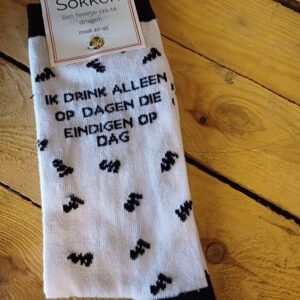 Sokken
Een feestje om te
dragen
maat 40-45
IK DRINK ALLEEN
OP DAGEN DIE
EINDIGEN OP
DAG